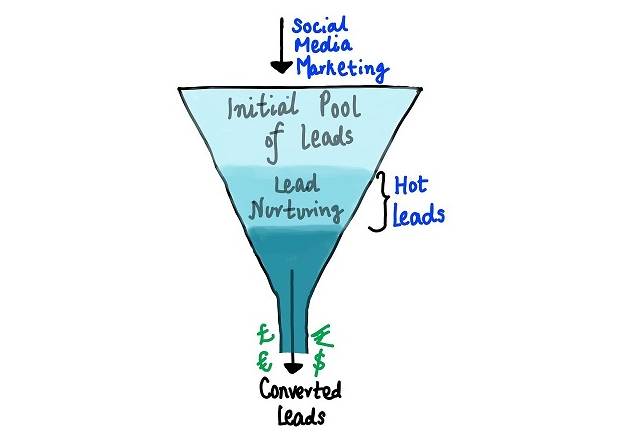 Social
Media
Marketing
Initial Pool
of Leads
Lead
Nurturing
Hot
Leads
£ ₹
€ $
Converted
Leads